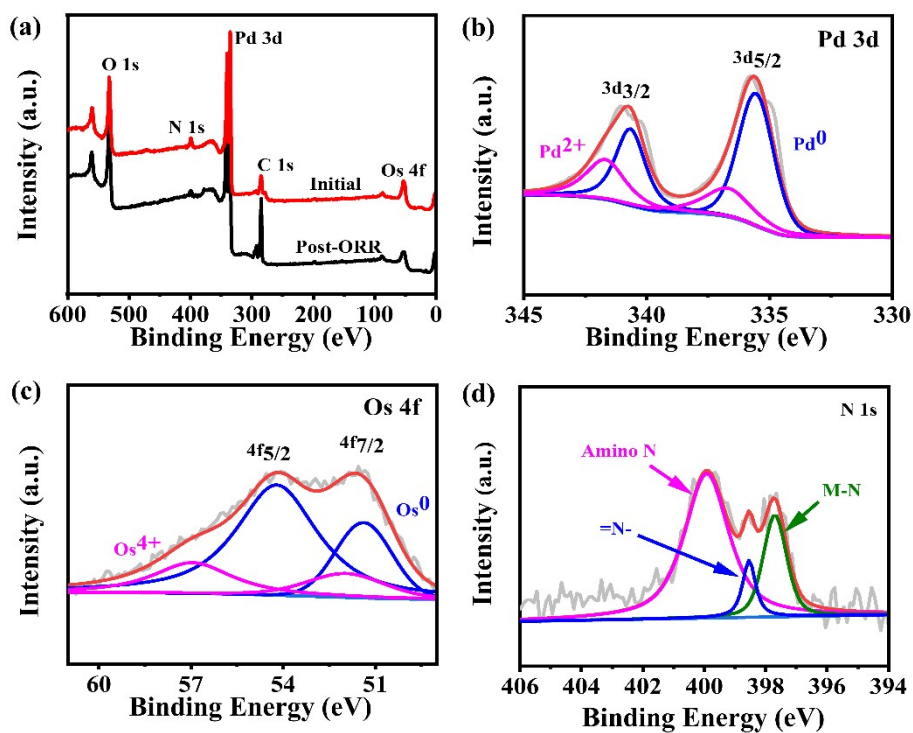 (a)
Pd 3d
O 1s
N 1s
C 1s
Os 4f
Initial
Post-ORR
Intensity (a.u.)
600 500 400 300 200 100 0
Binding Energy (eV)
(b)
Pd 3d
3d3/2
3d5/2
Pd2+
Pd0
Intensity (a.u.)
345 340 335 330
Binding Energy (eV)
(c)
Os 4f
4f5/2
4f7/2
Os0
Os4+
Intensity (a.u.)
60 57 54 51
Binding Energy (eV)
(d)
N 1s
Amino N
M-N
=N-
Intensity (a.u.)
406 404 402 400 398 396 394
Binding Energy (eV)